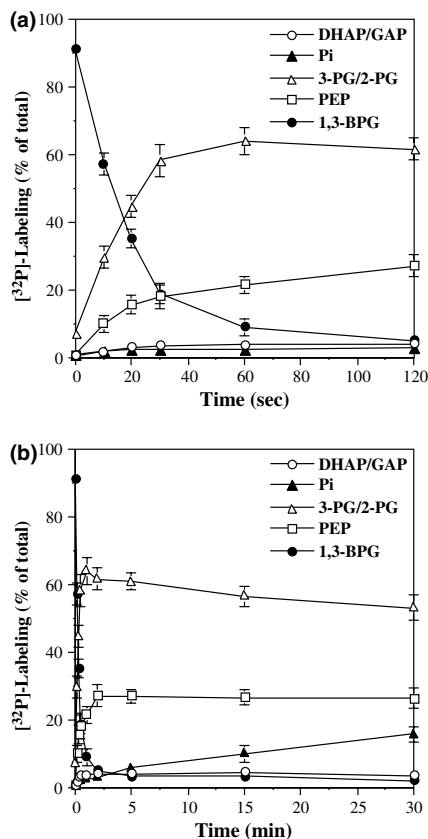 (a)
DHAP/GAP
Pi
3-PG/2-PG
PEP
1,3-BPG
[³²P]-Labeling (% of total)
100
80
60
40
20
0
0 20 40 60 80 100 120
Time (sec)
(b)
DHAP/GAP
Pi
3-PG/2-PG
PEP
1,3-BPG
[³²P]-Labeling (% of total)
100
80
60
40
20
0
0 5 10 15 20 25 30
Time (min)